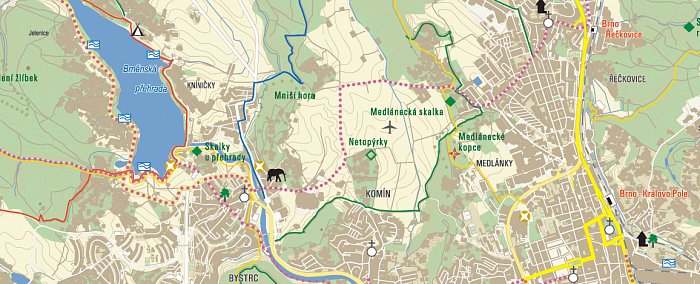 Jelenice
Brněnská
přehrada
ení žlíbek
KNÍNIČKY
Mniší hora
Skalky
u přehrady
BYSTRC
Medlánecká skalka
Netopýrky
KOMÍN
Medlánecké
kopce
MEDLÁNKY
Brno
Řečkovice
ŘEČKOVICE
Brno - Královo Pole